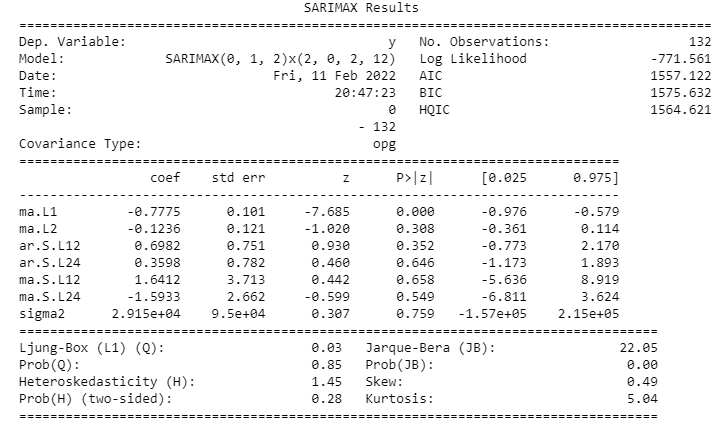 SARIMAX Results
==============================================================================================
Dep. Variable:                                  y   No. Observations:                  132
Model:             SARIMAX(0, 1, 2)x(2, 0, 2, 12)   Log Likelihood                -771.561
Date:                            Fri, 11 Feb 2022   AIC                           1557.122
Time:                                    20:47:23   BIC                           1575.632
Sample:                                         0   HQIC                          1564.621
- 132
Covariance Type:                              opg
==============================================================================
coef    std err          z      P>|z|      [0.025      0.975]
------------------------------------------------------------------------------
ma.L1         -0.7775      0.101     -7.685      0.000      -0.976      -0.579
ma.L2         -0.1236      0.121     -1.020      0.308      -0.361       0.114
ar.S.L12       0.6982      0.751      0.930      0.352      -0.773       2.170
ar.S.L24       0.3598      0.782      0.460      0.646      -1.173       1.893
ma.S.L12       1.6412      3.713      0.442      0.658      -5.636       8.919
ma.S.L24      -1.5933      2.662     -0.599      0.549      -6.811       3.624
sigma2      2.915e+04    9.5e+04      0.307      0.759   -1.57e+05    2.15e+05
===================================================================================
Ljung-Box (L1) (Q):                   0.03   Jarque-Bera (JB):                22.05
Prob(Q):                              0.85   Prob(JB):                         0.00
Heteroskedasticity (H):               1.45   Skew:                             0.49
Prob(H) (two-sided):                  0.28   Kurtosis:                         5.04
===================================================================================